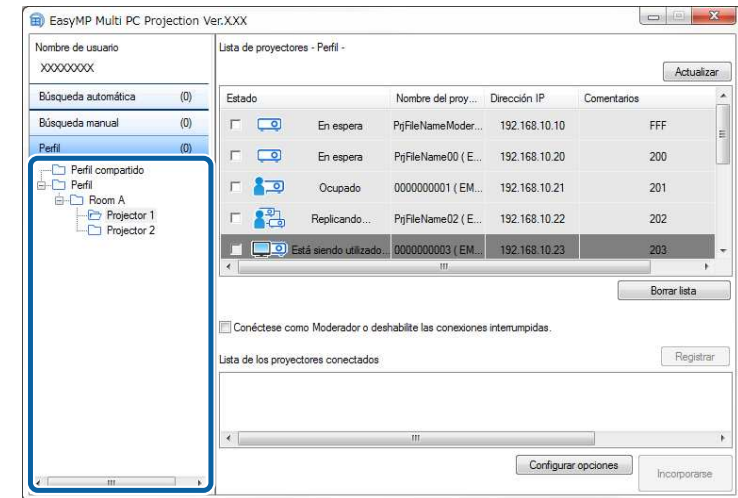 EasyMP Multi PC Projection Ver.XXX
Nombre de usuario
XXXXXXXX
Búsqueda automática (0)
Búsqueda manual (0)
Perfil (0)
Perfil compartido
Perfil
Room A
Projector 1
Projector 2
Lista de proyectores - Perfil -
Actualizar
Estado Nombre del proy... Dirección IP Comentarios
En espera PrjFileNameModer... 192.168.10.10 FFF
En espera PrjFileName00 ( E... 192.168.10.20 200
Ocupado 0000000001 ( EM... 192.168.10.21 201
Replicando... PrjFileName02 ( E... 192.168.10.22 202
Está siendo utilizado... 0000000003 ( EM... 192.168.10.23 203
Borrar lista
Conéctese como Moderador o deshabilite las conexiones interrumpidas.
Lista de los proyectores conectados
Registrar
Configurar opciones
Incorporarse